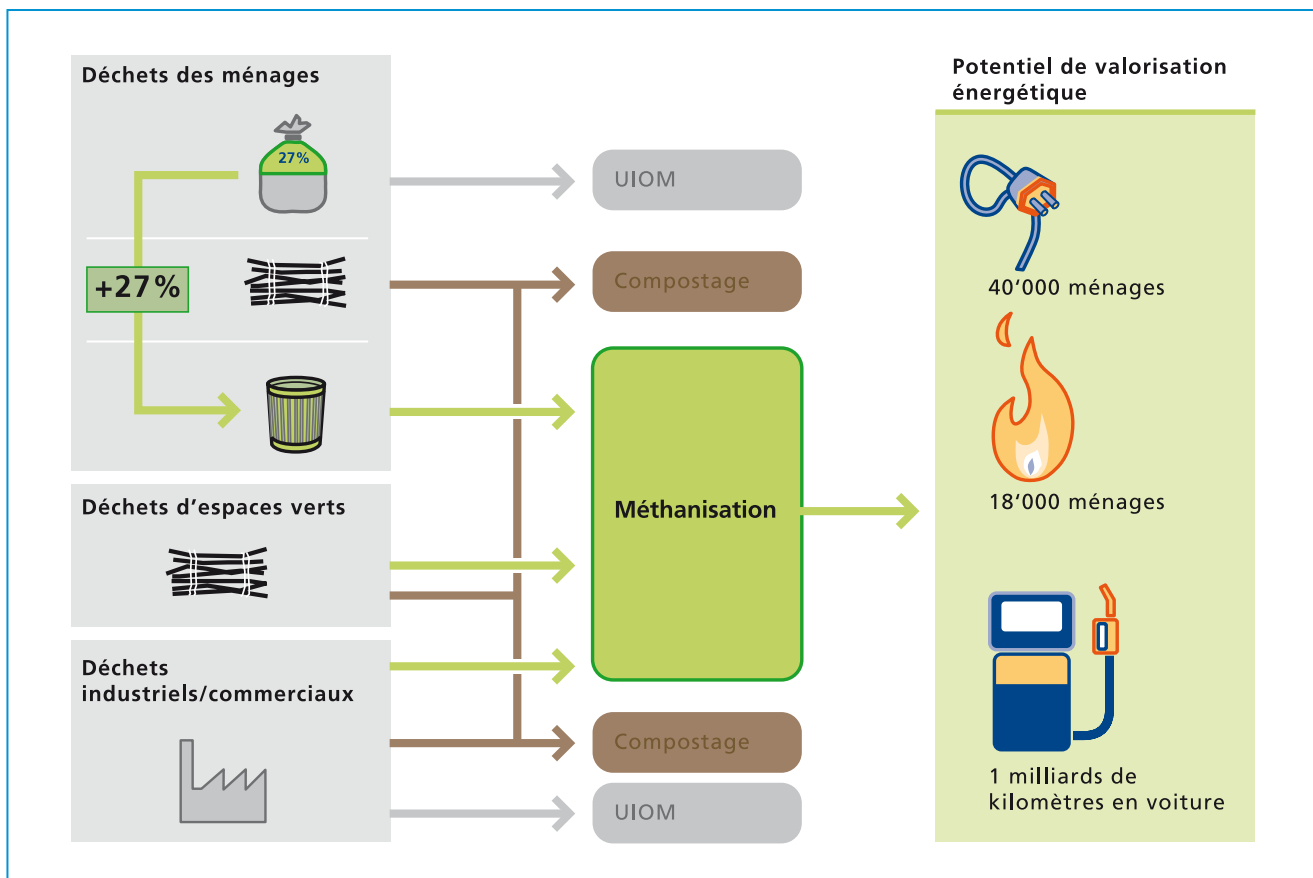 Déchets des ménages
27%
+27%
Déchets d'espaces verts
Déchets
industriels/commerciaux
UIOM
Compostage
Méthanisation
Compostage
UIOM
Potentiel de valorisation
énergétique
40’000 ménages
18’000 ménages
1 milliards de
kilomètres en voiture